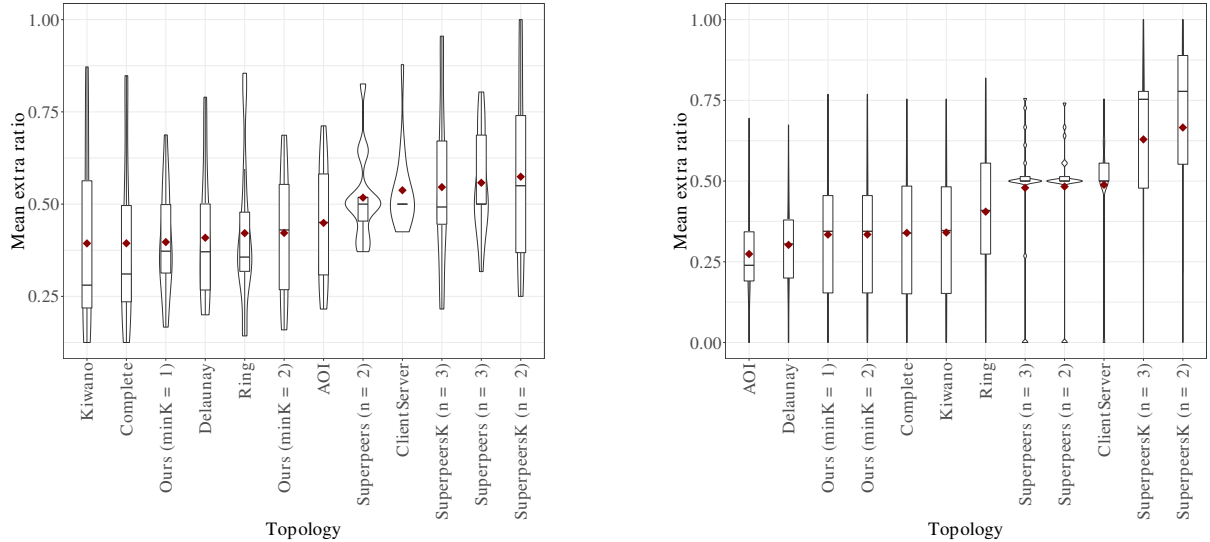 Mean extra ratio
1.00
0.75
0.50
0.25
Kiwano
Complete
Ours (minK = 1)
Delaunay
Ring
Ours (minK = 2)
AOI
Superpeers (n = 2)
ClientServer
SuperpeersK (n = 3)
Superpeers (n = 3)
SuperpeersK (n = 2)
Topology
Mean extra ratio
1.00
0.75
0.50
0.25
0.00
AOI
Delaunay
Ours (minK = 1)
Ours (minK = 2)
Complete
Kiwano
Ring
Superpeers (n = 3)
Superpeers (n = 2)
ClientServer
SuperpeersK (n = 3)
SuperpeersK (n = 2)
Topology